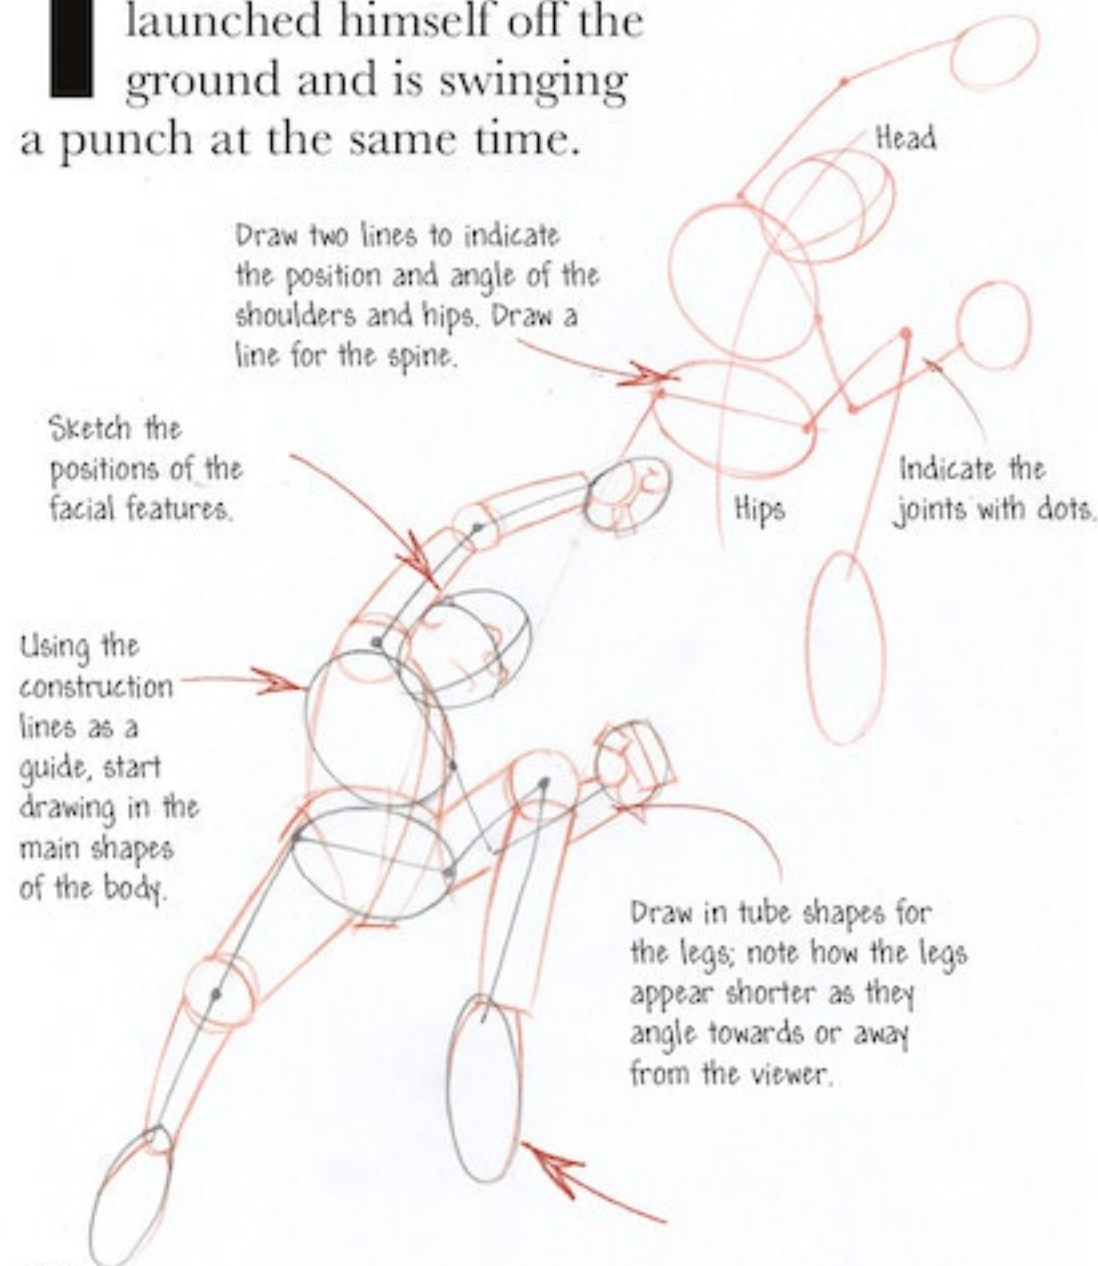 launched himself off the
ground and is swinging
a punch at the same time.
Head
Draw two lines to indicate
the position and angle of the
shoulders and hips. Draw a
line for the spine.
Sketch the
positions of the
facial features.
Indicate the
joints with dots.
Hips
Using the
construction
lines as a
guide, start
drawing in the
main shapes
of the body.
Draw in tube shapes for
the legs; note how the legs
appear shorter as they
angle towards or away
from the viewer.